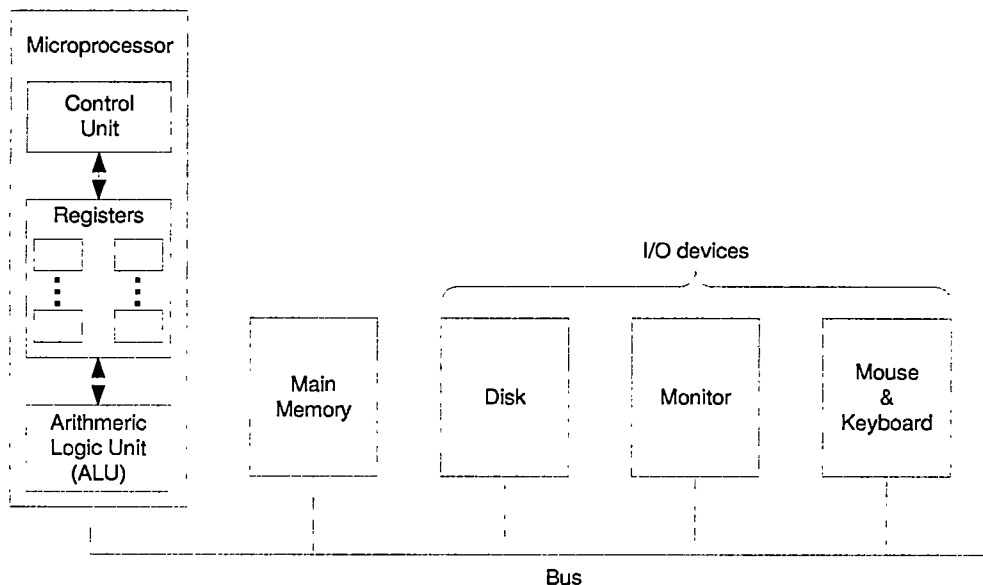 Microprocessor
Control
Unit
Registers
Arithmeric
Logic Unit
(ALU)
Main
Memory
I/O devices
Disk
Monitor
Mouse
&
Keyboard
Bus